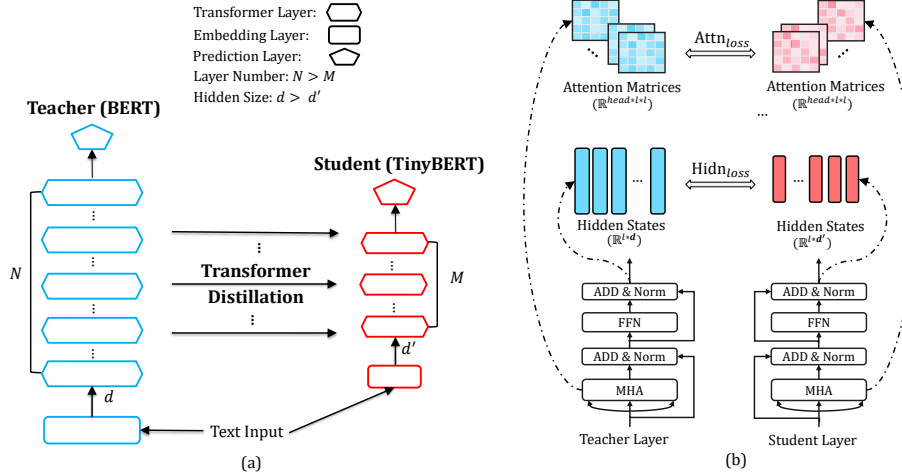 Transformer Layer:
Embedding Layer:
Prediction Layer:
Layer Number: N > M
Hidden Size: d > d′
Teacher (BERT)
Student (TinyBERT)
N
...
...
...
...
...
Transformer
Distillation
...
...
...
M
d
d′
Text Input
(a)
...
Attn_loss
...
Attention Matrices
(ℝ^{head∗l∗l})
Attention Matrices
(ℝ^{head∗l∗l})
...
...
Hidn_loss
...
Hidden States
(ℝ^{l∗d})
Hidden States
(ℝ^{l∗d′})
ADD & Norm
FFN
ADD & Norm
MHA
Teacher Layer
ADD & Norm
FFN
ADD & Norm
MHA
Student Layer
(b)